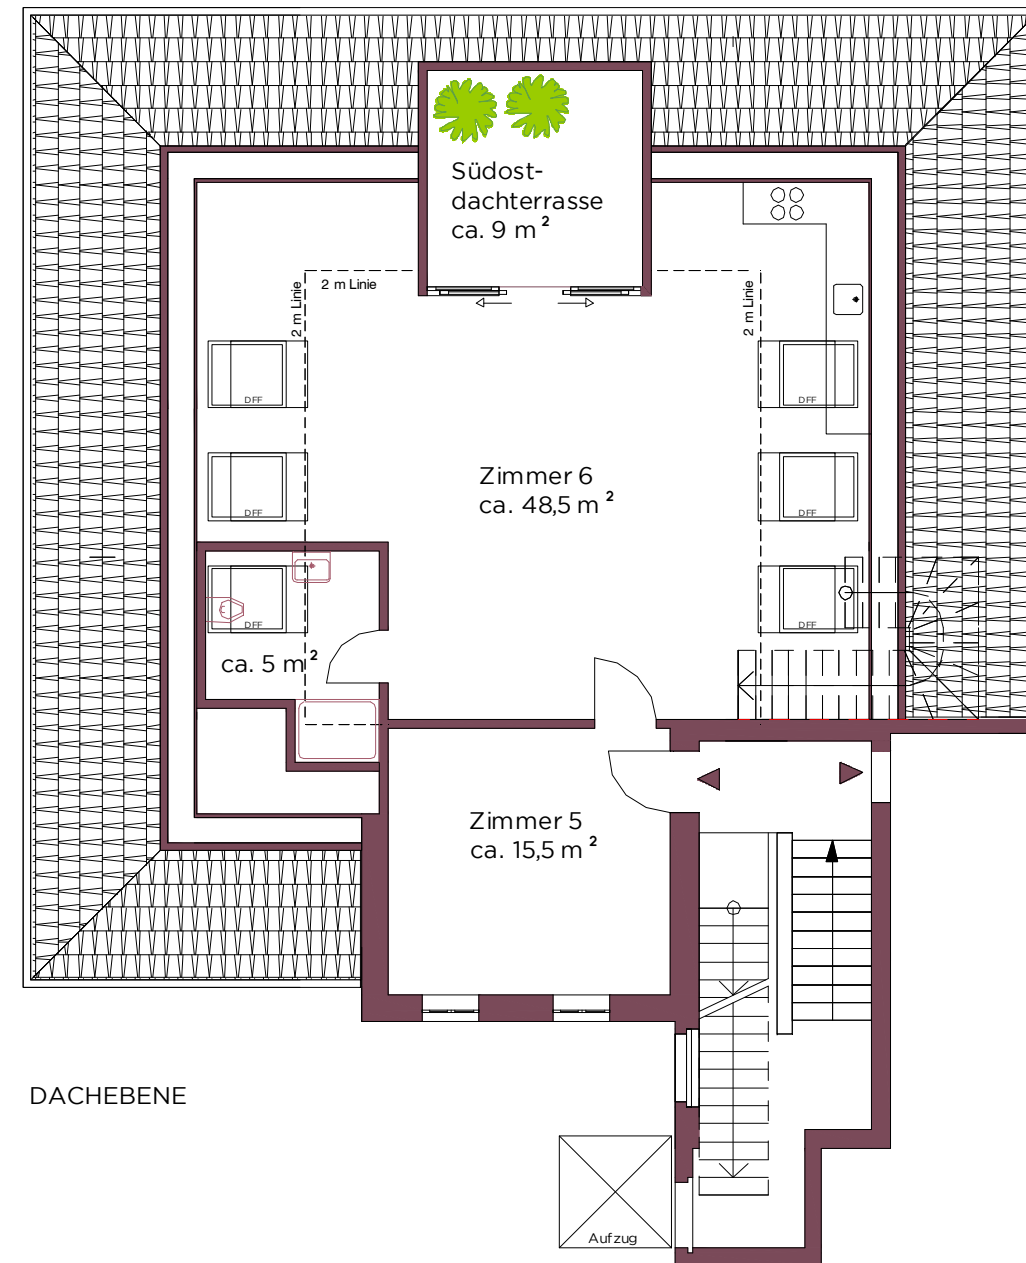 Südost-
dachterrasse
ca. 9 m²
2 m Linie
2 m Linie
2 m Linie
DFF
DFF
Zimmer 6
ca. 48,5 m²
DFF
DFF
DFF
DFF
ca. 5 m²
Zimmer 5
ca. 15,5 m²
DACHEBENE
Aufzug